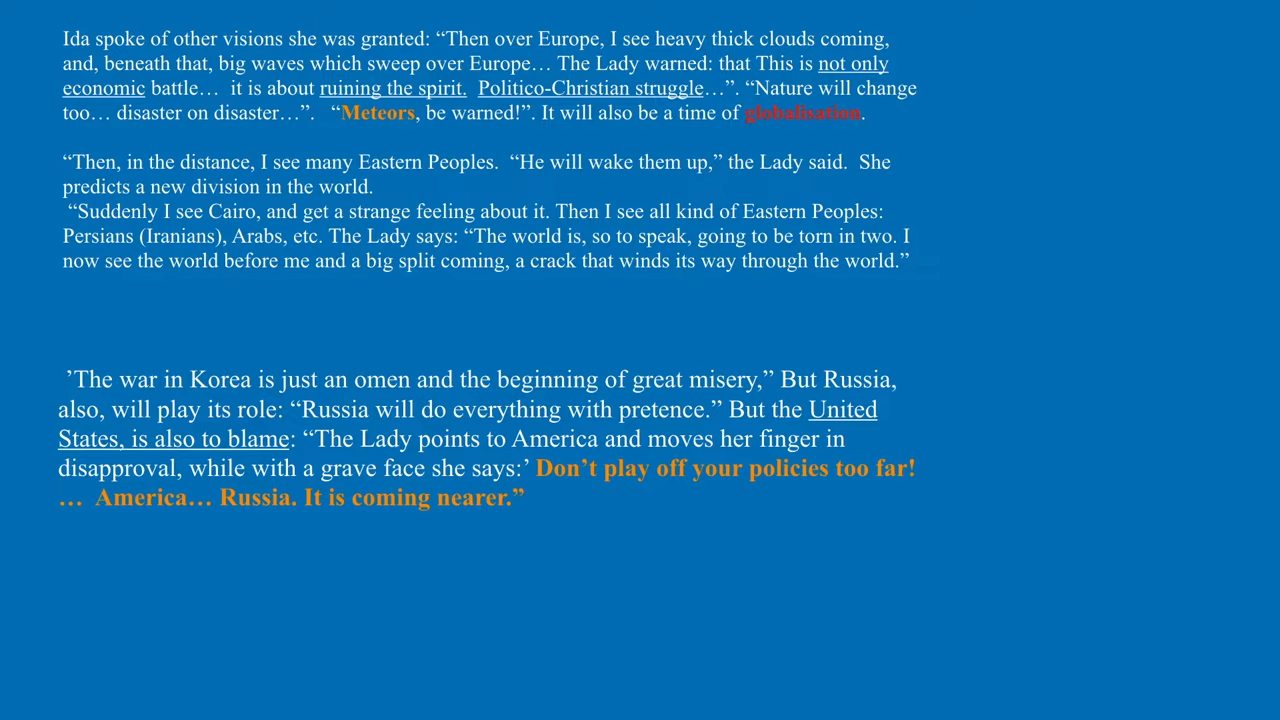 Ida spoke of other visions she was granted: “Then over Europe, I see heavy thick clouds coming,
and, beneath that, big waves which sweep over Europe… The Lady warned: that This is not only
economic battle…  it is about ruining the spirit.  Politico-Christian struggle…”. “Nature will change
too… disaster on disaster…”.   “Meteors, be warned!”. It will also be a time of globalisation.
“Then, in the distance, I see many Eastern Peoples.  “He will wake them up,” the Lady said.  She
predicts a new division in the world.
“Suddenly I see Cairo, and get a strange feeling about it. Then I see all kind of Eastern Peoples:
Persians (Iranians), Arabs, etc. The Lady says: “The world is, so to speak, going to be torn in two. I
now see the world before me and a big split coming, a crack that winds its way through the world.”
’The war in Korea is just an omen and the beginning of great misery,” But Russia,
also, will play its role: “Russia will do everything with pretence.” But the United
States, is also to blame: “The Lady points to America and moves her finger in
disapproval, while with a grave face she says:’ Don’t play off your policies too far!
…  America… Russia. It is coming nearer.”